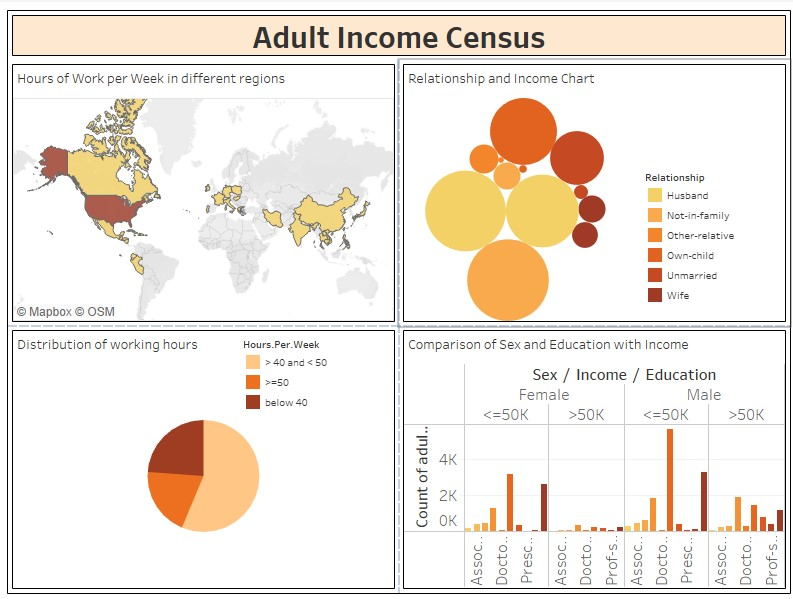 Adult Income Census
Hours of Work per Week in different regions
© Mapbox © OSM
Relationship and Income Chart
Relationship
Husband
Not-in-family
Other-relative
Own-child
Unmarried
Wife
Distribution of working hours
Hours.Per.Week
> 40 and < 50
>=50
below 40
Comparison of Sex and Education with Income
Sex / Income / Education
Female Male
<=50K >50K <=50K >50K
Count of adul..
4K
2K
0K
Assoc.. Docto.. Presc.. Assoc.. Docto.. Prof-s.. Assoc.. Docto.. Presc.. Assoc.. Docto.. Prof-s..